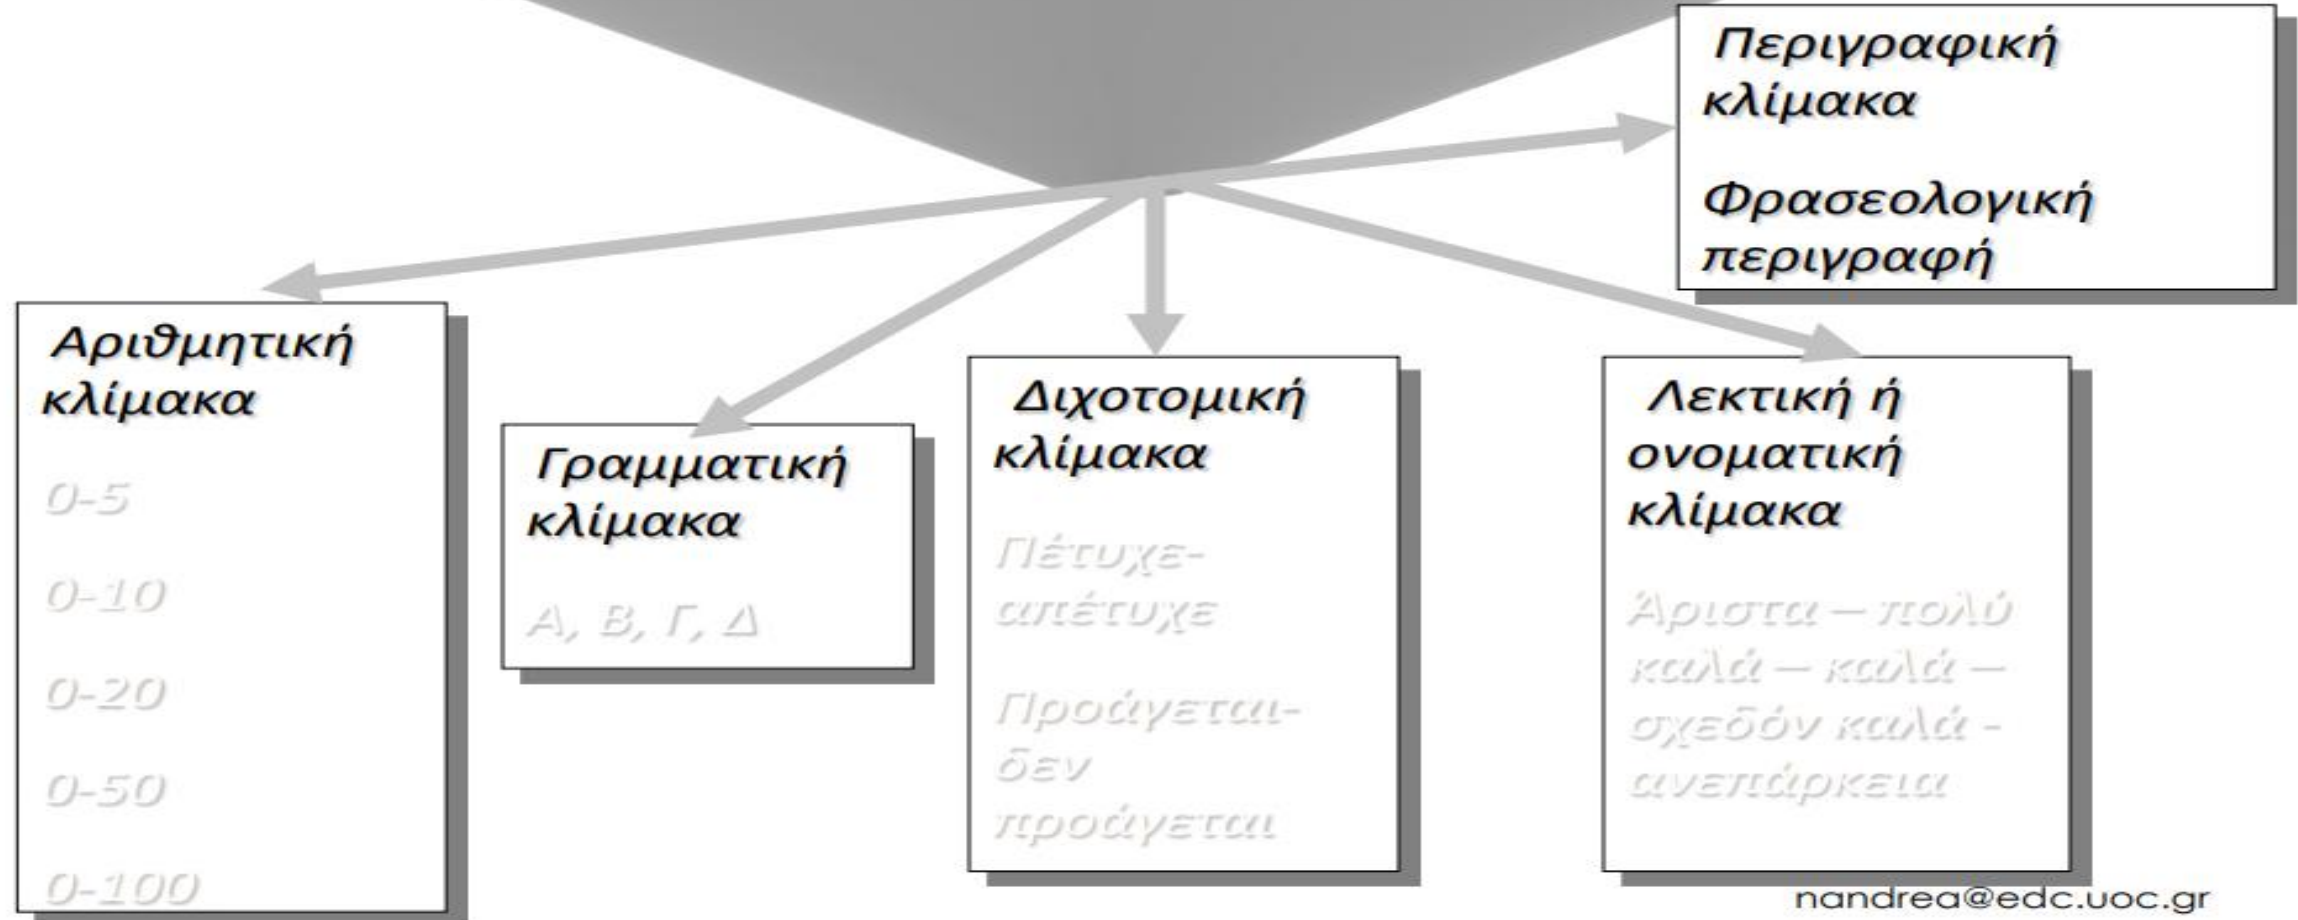 Περιγραφική
κλίμακα
Φρασεολογική
περιγραφή
Αριθμητική
κλίμακα
0-5
0-10
0-20
0-50
0-100
Γραμματική
κλίμακα
Α, Β, Γ, Δ
Διχοτομική
κλίμακα
Πέτυχε-
απέτυχε
Προάγεται-
δεν
προάγεται
Λεκτική ή
ονοματική
κλίμακα
Άριστα – πολύ
καλά – καλά –
σχεδόν καλά -
ανεπάρκεια
nandrea@edc.uoc.gr